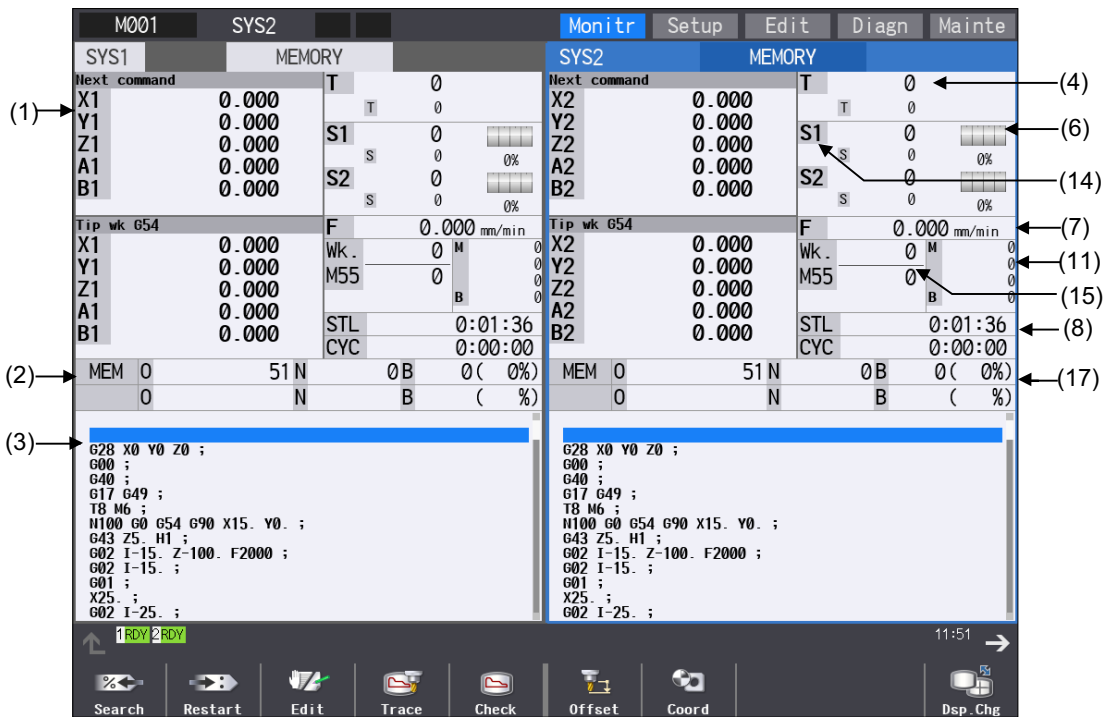 M001 SYS2 Monitr Setup Edit Diagn Mainte
SYS1 MEMORY SYS2 MEMORY
Next command T 0 Next command T 0 (4)
(1) X1 0.000 T 0 X2 0.000 T 0
Y1 0.000 S1 0 Y2 0.000 S1 0 (6)
Z1 0.000 S 0 0% Z2 0.000 S 0 0%
A1 0.000 S2 0 A2 0.000 S2 0 (14)
B1 0.000 S 0 0% B2 0.000 S 0 0%
Tip wk G54 F 0.000 mm/min Tip wk G54 F 0.000 mm/min (7)
X1 0.000 Wk. 0 M 0 X2 0.000 Wk. 0 M 0
Y1 0.000 M55 0 0 Y2 0.000 M55 0 0 (11)
Z1 0.000 0 Z2 0.000 0
A1 0.000 B 0 A2 0.000 B 0 (15)
B1 0.000 STL 0:01:36 B2 0.000 STL 0:01:36 (8)
CYC 0:00:00 CYC 0:00:00
(2) MEM O 51 N 0 B 0 ( 0%) MEM O 51 N 0 B 0 ( 0%) (17)
O N B ( %) O N B ( %)
(3)
G28 X0 Y0 Z0 ; G28 X0 Y0 Z0 ;
G00 ; G00 ;
G40 ; G40 ;
G17 G49 ; G17 G49 ;
T8 M6 ; T8 M6 ;
N100 G0 G54 G90 X15. Y0. ; N100 G0 G54 G90 X15. Y0. ;
G43 Z5. H1 ; G43 Z5. H1 ;
G02 I-15. Z-100. F2000 ; G02 I-15. Z-100. F2000 ;
G02 I-15. ; G02 I-15. ;
G01 ; G01 ;
X25. ; X25. ;
G02 I-25. ; G02 I-25. ;
1 RDY 2 RDY 11:51
Search Restart Edit Trace Check Offset Coord Dsp.Chg